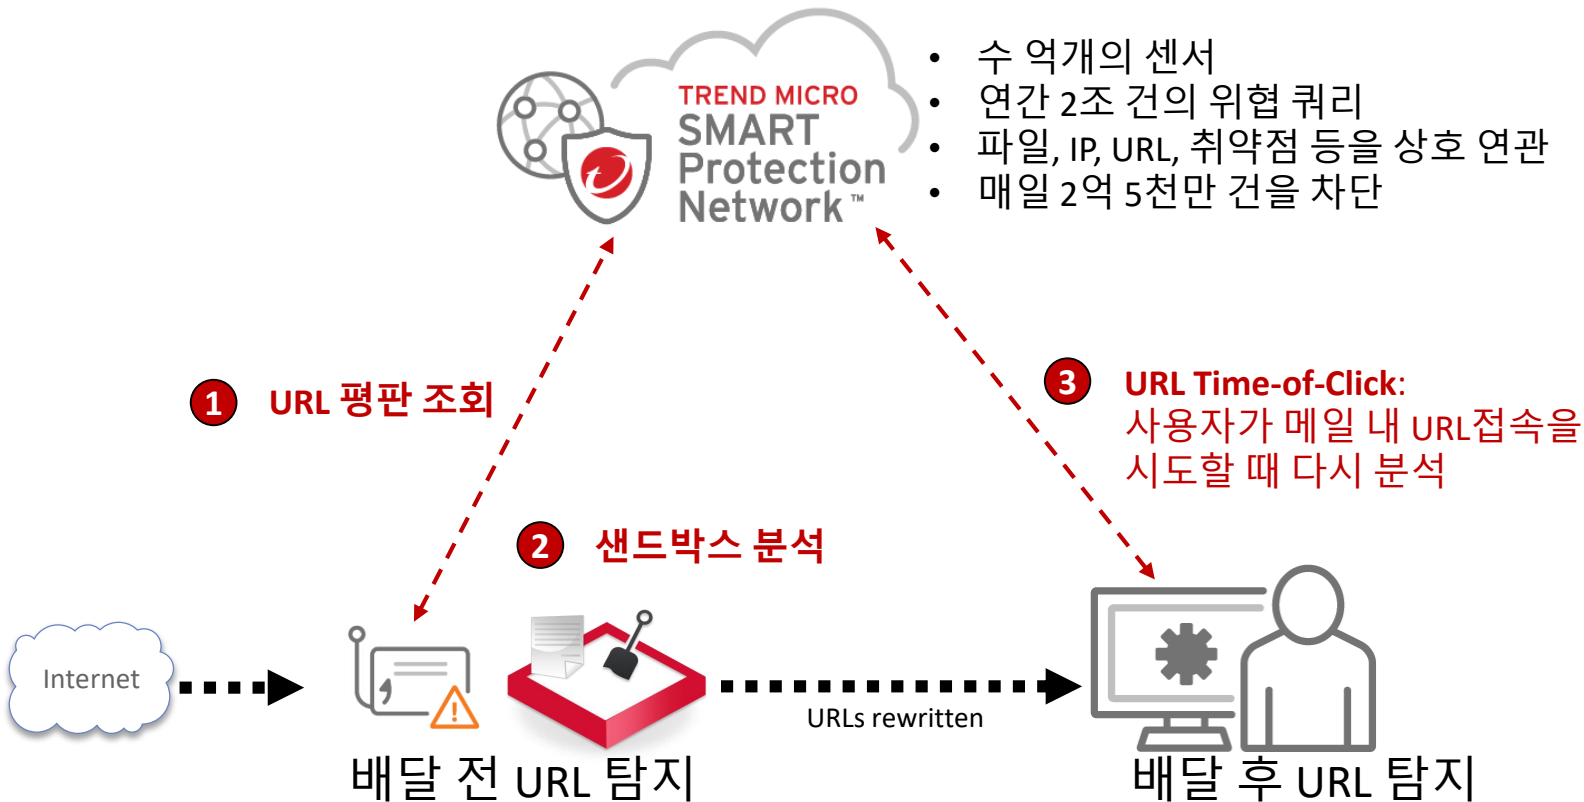 TREND MICRO
SMART
Protection
Network™
• 수 억개의 센서
• 연간 2조 건의 위협 쿼리
• 파일, IP, URL, 취약점 등을 상호 연관
• 매일 2억 5천만 건을 차단
1 URL 평판 조회
3 URL Time-of-Click:
사용자가 메일 내 URL접속을
시도할 때 다시 분석
2 샌드박스 분석
Internet
URLs rewritten
배달 전 URL 탐지
배달 후 URL 탐지